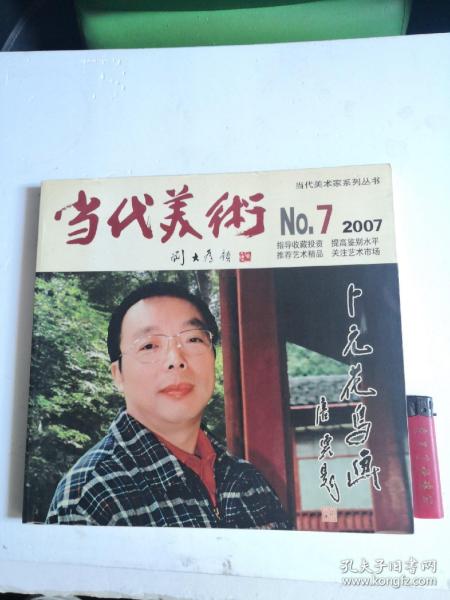 当代美术家系列丛书
当代美術
No.7 2007
指导收藏投资 提高鉴别水平
推荐艺术精品 关注艺术市场
卜元花鸟画
孔夫子旧书网
kongfz.com